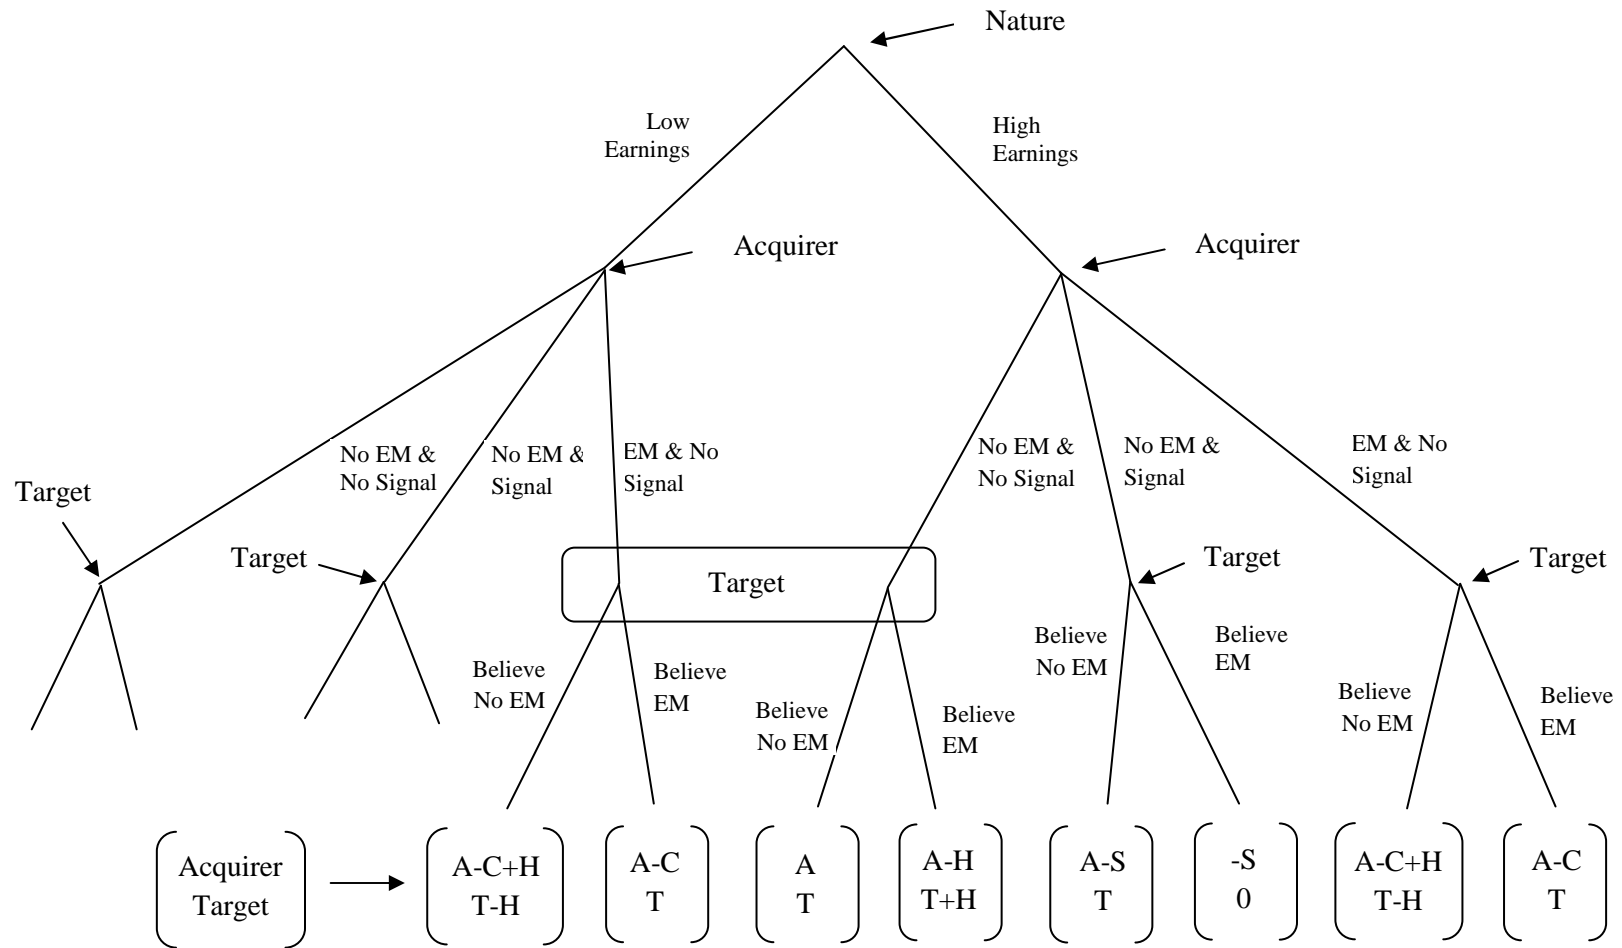 Nature
Low
Earnings
High
Earnings
Acquirer
Acquirer
No EM &
No Signal
No EM &
Signal
EM & No
Signal
No EM &
No Signal
No EM &
Signal
EM & No
Signal
Target
Target
Target
Target
Target
Believe
No EM
Believe
EM
Believe
No EM
Believe
EM
Believe
No EM
Believe
EM
Believe
No EM
Believe
EM
Acquirer
Target
A-C+H
T-H
A-C
T
A
T
A-H
T+H
A-S
T
-S
0
A-C+H
T-H
A-C
T